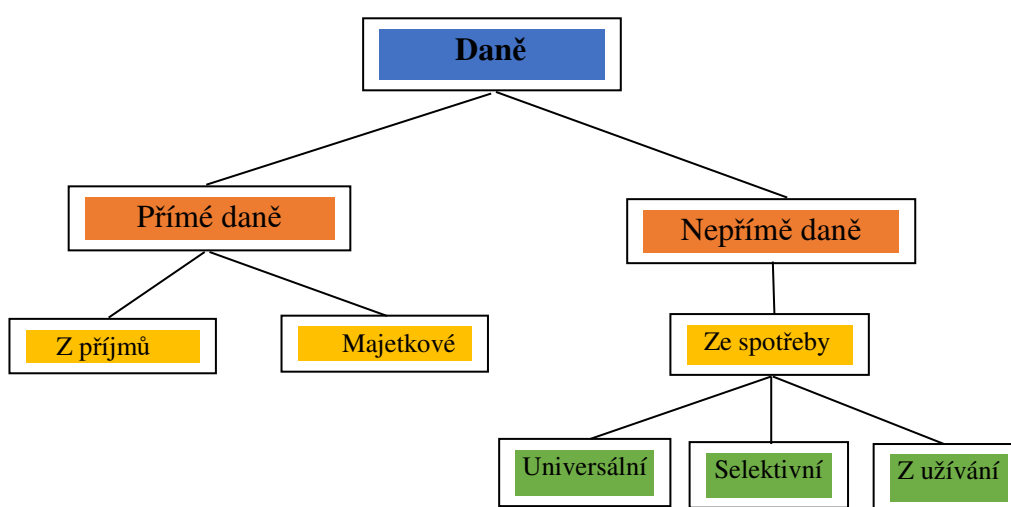 Daně
Přímé daně
Nepřímě daně
Z příjmů
Majetkové
Ze spotřeby
Universální
Selektivní
Z užívání